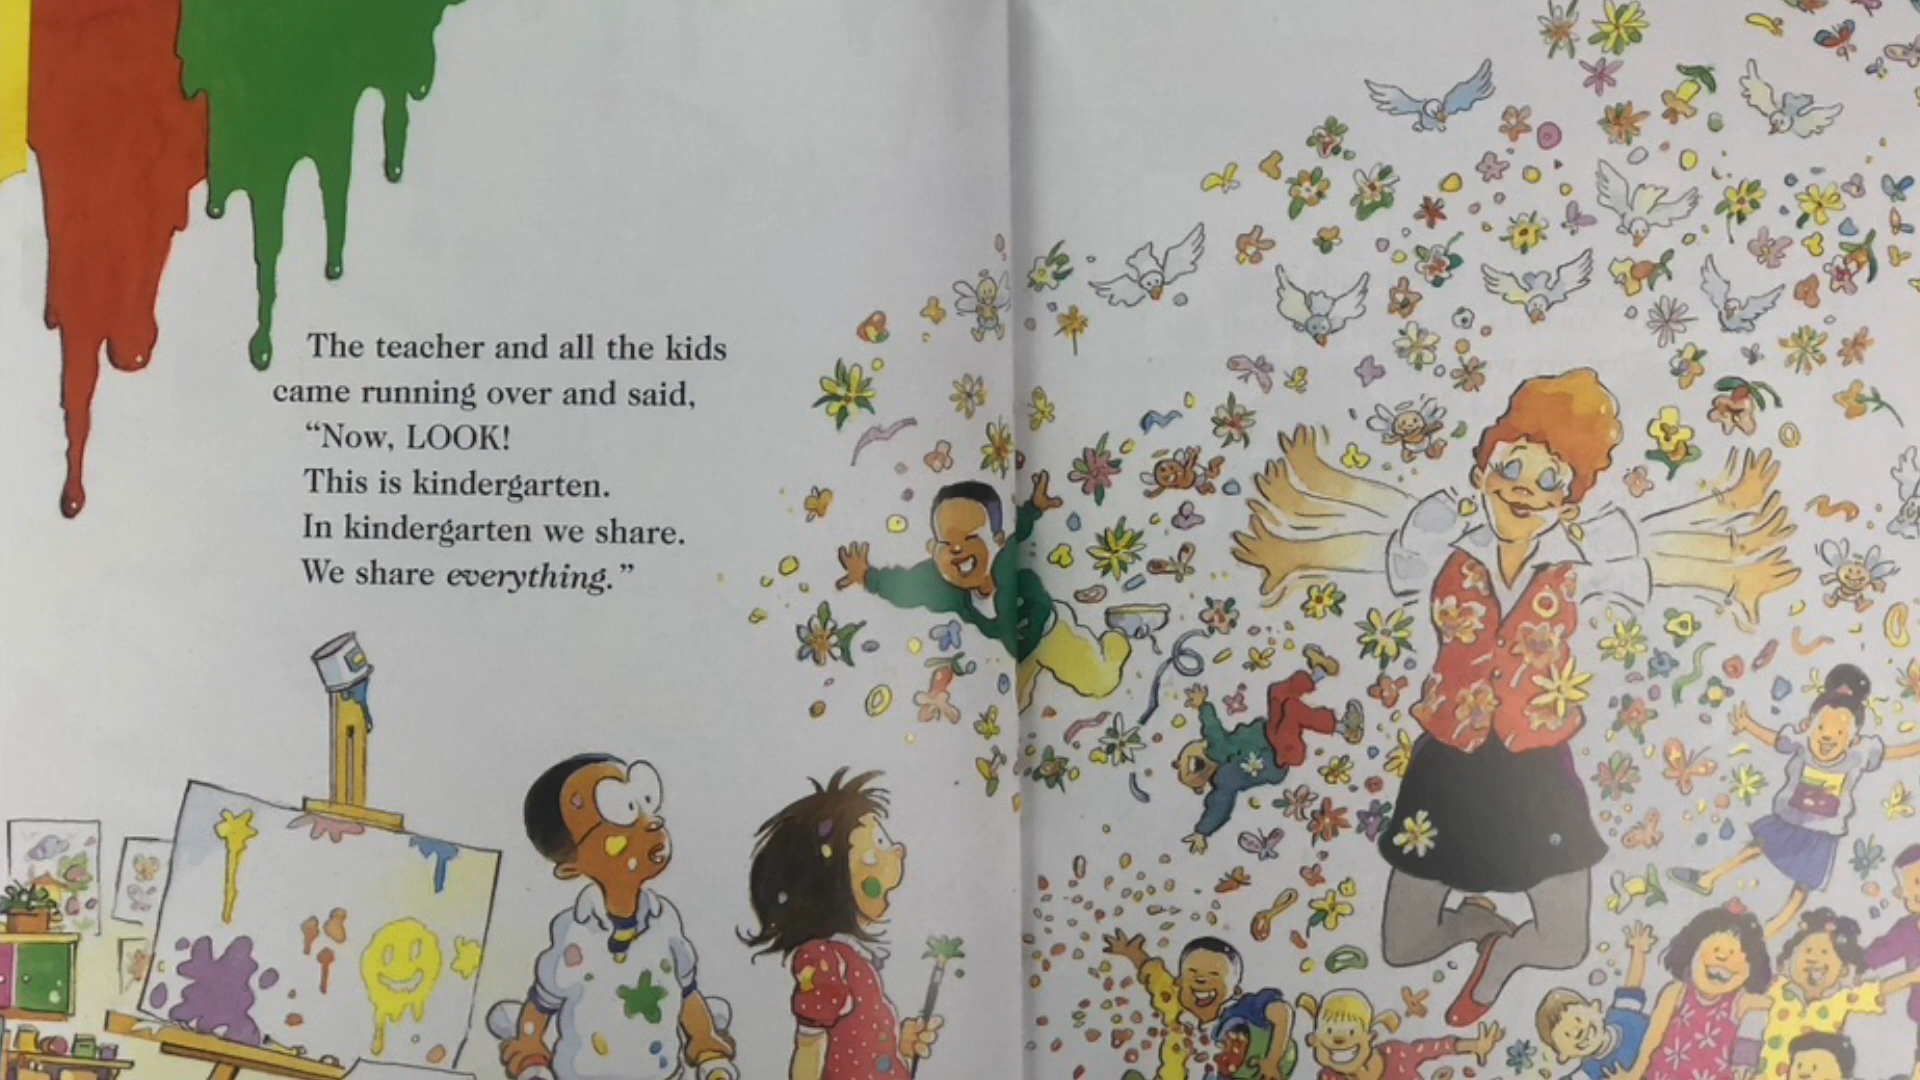 The teacher and all the kids
came running over and said,
“Now, LOOK!
This is kindergarten.
In kindergarten we share.
We share everything.”